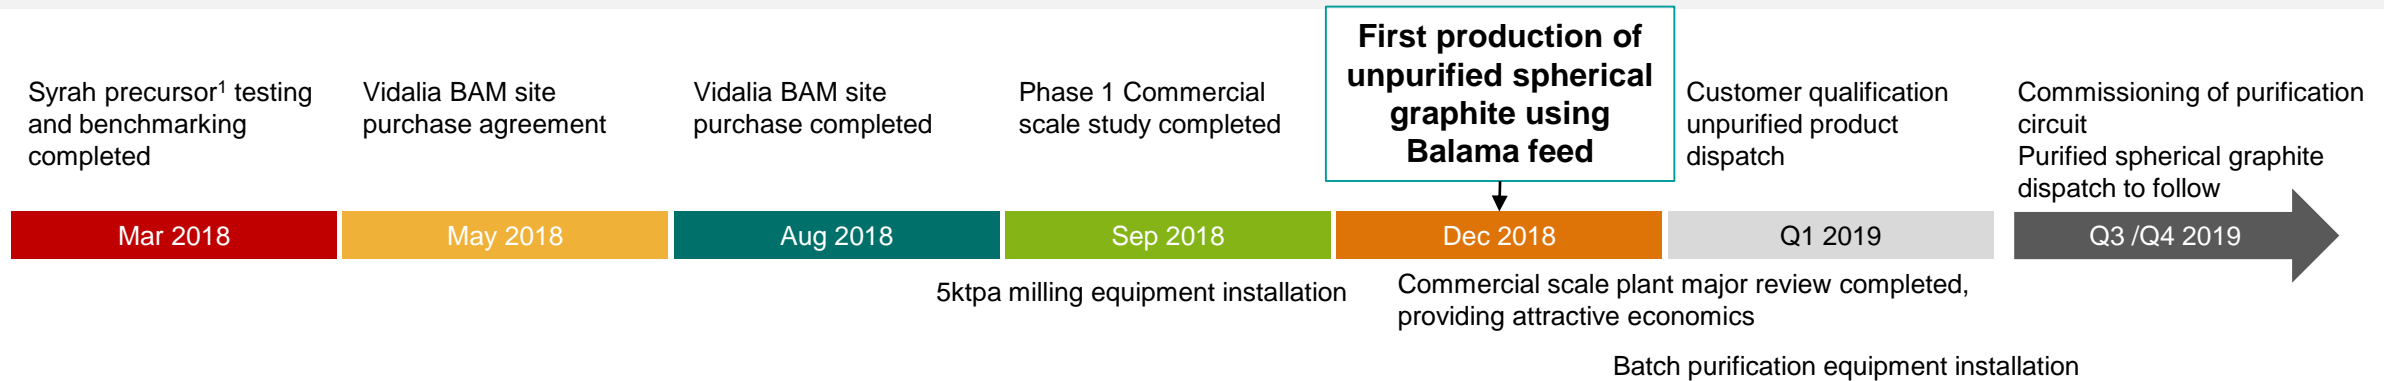 Syrah precursor¹ testing
and benchmarking
completed
Vidalia BAM site
purchase agreement
Vidalia BAM site
purchase completed
Phase 1 Commercial
scale study completed
First production of
unpurified spherical
graphite using
Balama feed
Customer qualification
unpurified product
dispatch
Commissioning of purification
circuit
Purified spherical graphite
dispatch to follow
Mar 2018
May 2018
Aug 2018
Sep 2018
Dec 2018
Q1 2019
Q3 /Q4 2019
5ktpa milling equipment installation
Commercial scale plant major review completed,
providing attractive economics
Batch purification equipment installation